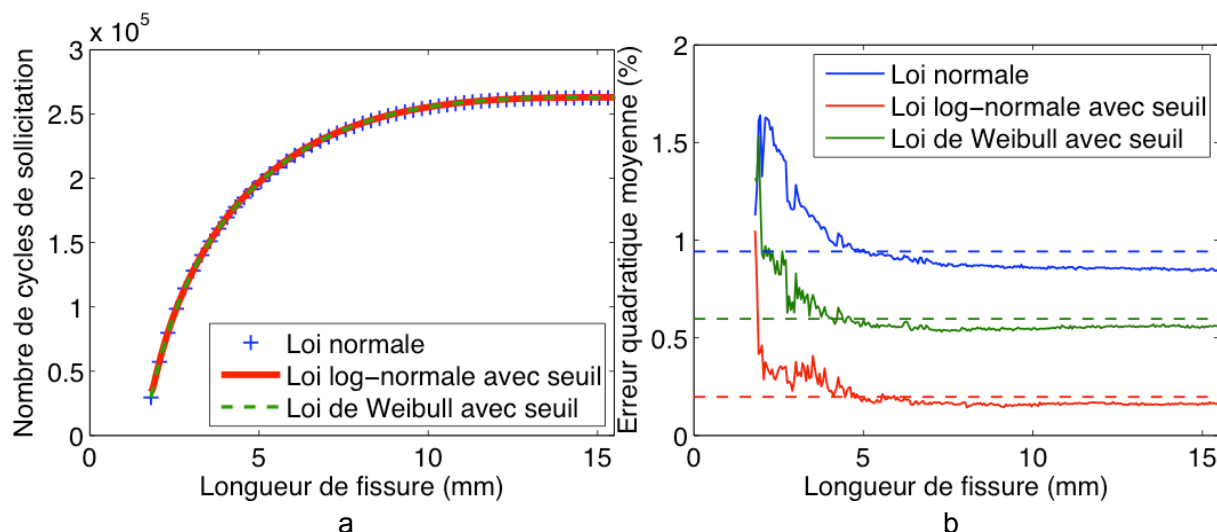 x 10⁵
Nombre de cycles de sollicitation
3
2.5
2
1.5
1
0.5
0
0
5
10
15
Longueur de fissure (mm)
Loi normale
Loi log-normale avec seuil
Loi de Weibull avec seuil
a
Erreur quadratique moyenne (%)
2
1.5
1
0.5
0
0
5
10
15
Longueur de fissure (mm)
Loi normale
Loi log-normale avec seuil
Loi de Weibull avec seuil
b